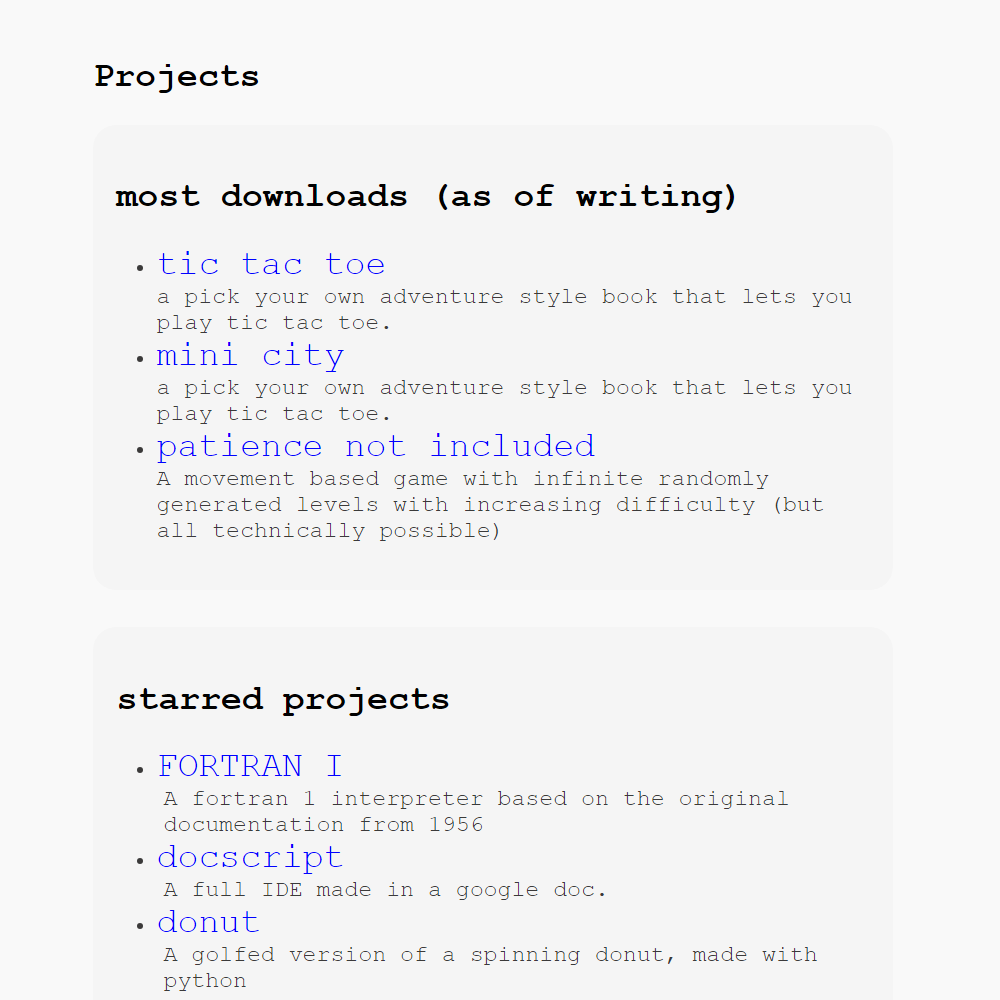 Projects
most downloads (as of writing)
tic tac toe
a pick your own adventure style book that lets you
play tic tac toe.
mini city
a pick your own adventure style book that lets you
play tic tac toe.
patience not included
A movement based game with infinite randomly
generated levels with increasing difficulty (but
all technically possible)
starred projects
FORTRAN I
A fortran 1 interpreter based on the original
documentation from 1956
docscript
A full IDE made in a google doc.
donut
A golfed version of a spinning donut, made with
python